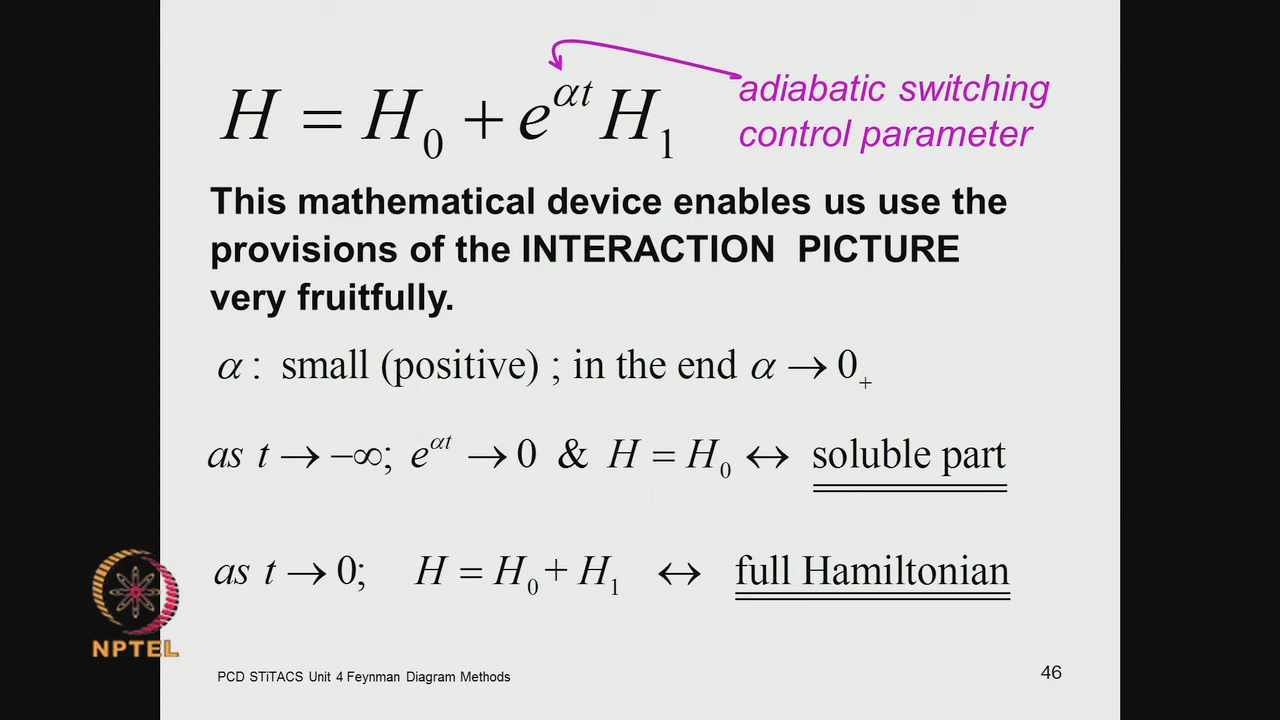 H = H₀ + e^{αt} H₁
adiabatic switching
control parameter
This mathematical device enables us use the
provisions of the INTERACTION PICTURE
very fruitfully.
α : small (positive) ; in the end α → 0₊
as t → −∞; e^{αt} → 0 & H = H₀ ↔ soluble part
as t → 0; H = H₀ + H₁ ↔ full Hamiltonian
NPTEL
PCD STiTACS Unit 4 Feynman Diagram Methods
46